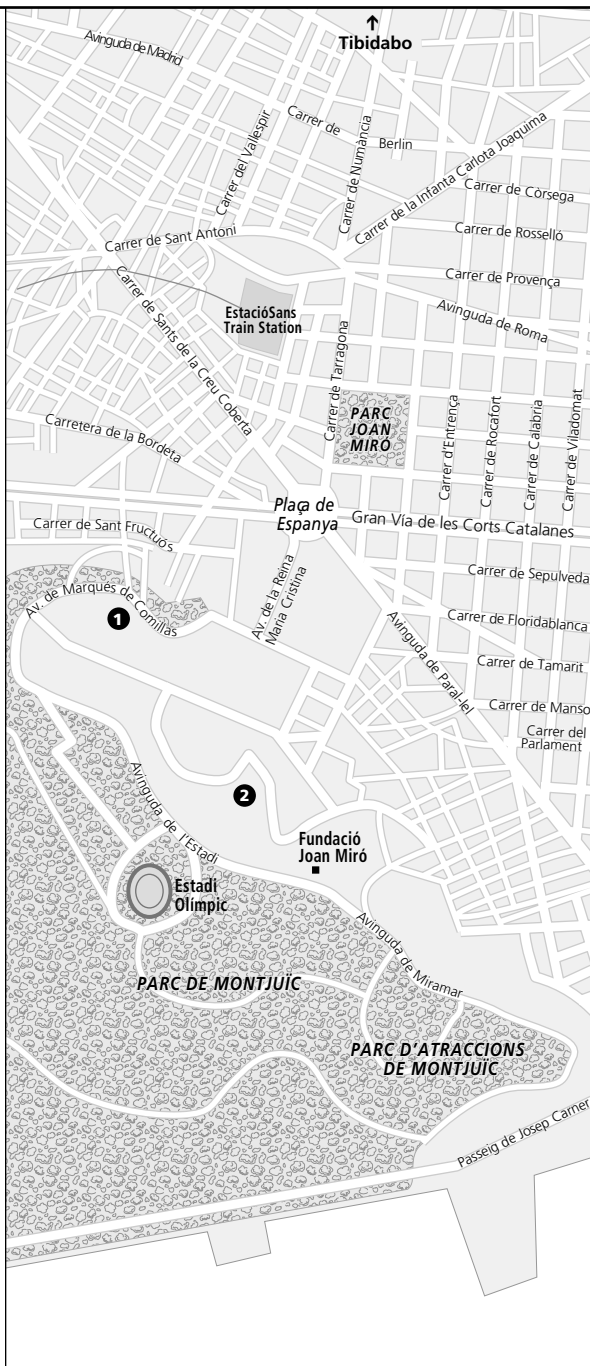 ↑
Tibidabo
Avinguda de Madrid
Carrer de Berlin
Carrer del Vallespir
Carrer de Numància
Carrer de la Infanta Carlota Joaquima
Carrer de Còrsega
Carrer de Rosselló
Carrer de Sant Antoni
Carrer de Provença
Avinguda de Roma
EstacióSans
Train Station
Carrer de Sants de la Creu Coberta
Carrer de Tarragona
PARC
JOAN
MIRÓ
Carrer d'Entrença
Carrer de Rocafort
Carrer de Calabria
Carrer de Viladomat
Carretera de la Bordeta
Plaça de
Espanya
Gran Vía de les Corts Catalanes
Carrer de Sant Fructuós
Carrer de Sepulveda
Av. de la Reina
Maria Cristina
Av. de Marquès de Comillas
1
Avinguda de Paral-lel
Carrer de Floridablanca
Carrer de Tamarit
Carrer de Manso
Carrer del
Parlament
2
Avinguda de l'Estadi
Fundació
Joan Miró
Estadi
Olímpic
Avinguda de Miramar
PARC DE MONTJUÏC
PARC D'ATRACCIONS
DE MONTJUÏC
Passeig de Josep Carner